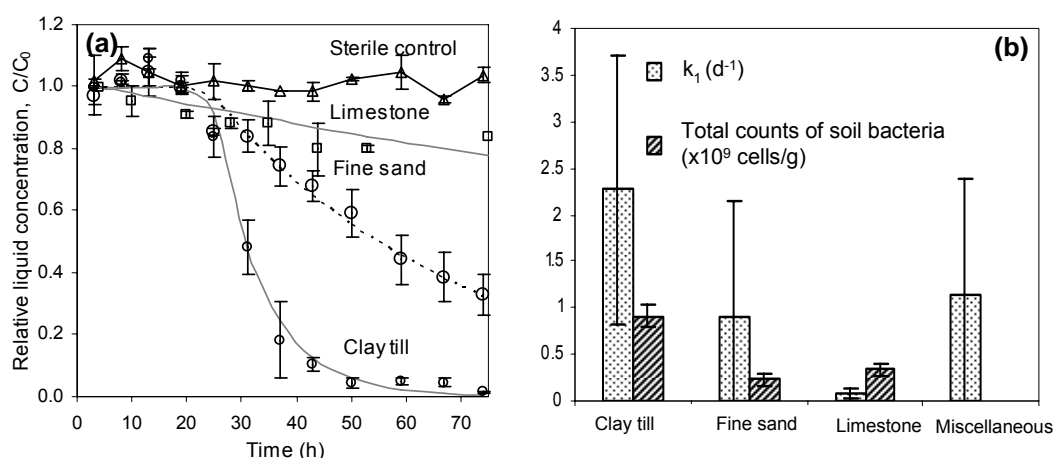 (a)
Sterile control
Limestone
Fine sand
Clay till
Relative liquid concentration, C/C₀
1.2
1.0
0.8
0.6
0.4
0.2
0.0
0 10 20 30 40 50 60 70
Time (h)
(b)
k₁ (d⁻¹)
Total counts of soil bacteria
(x10⁹ cells/g)
4
3.5
3
2.5
2
1.5
1
0.5
0
Clay till Fine sand Limestone Miscellaneous